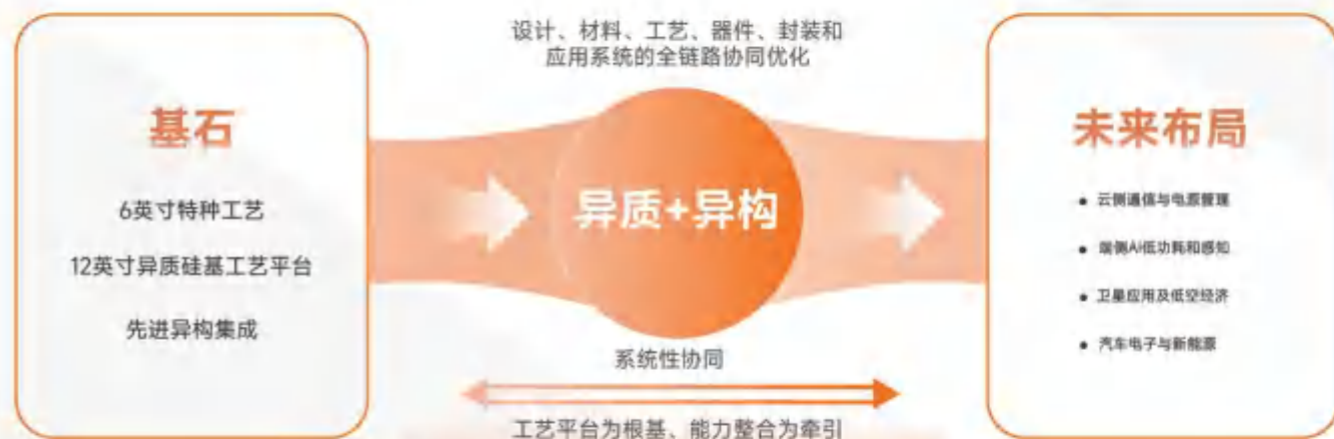 基石
6英寸特种工艺
12英寸异质硅基工艺平台
先进异构集成
设计、材料、工艺、器件、封装和
应用系统的全链路协同优化
异质+异构
系统性协同
工艺平台为根基、能力整合为牵引
未来布局
• 云侧通信与电源管理
• 端侧AI低功耗和感知
• 卫星应用及低空经济
• 汽车电子与新能源